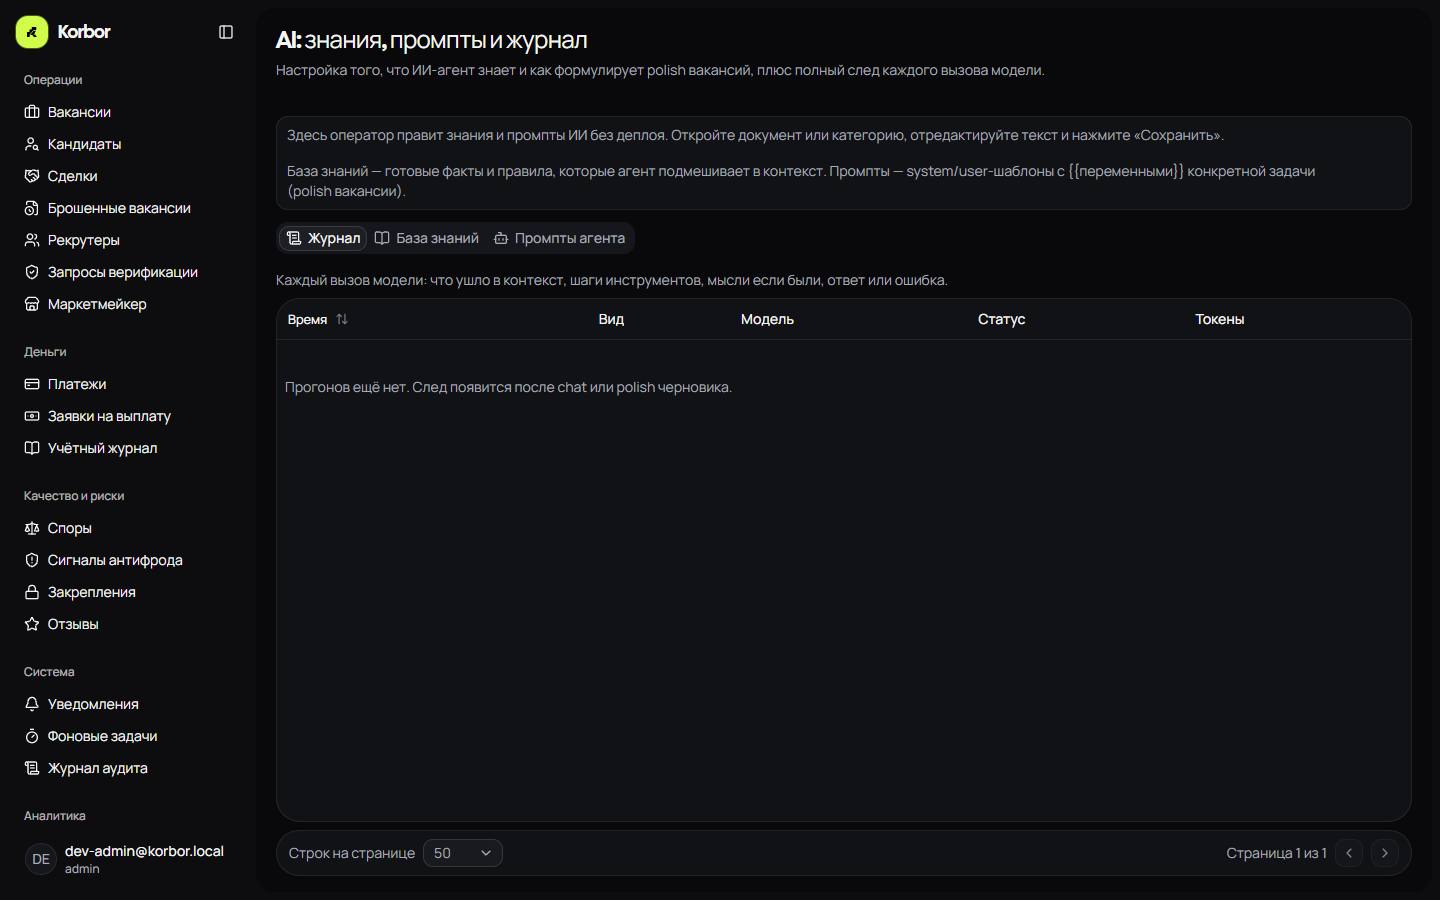 Korbor
Операции
Вакансии
Кандидаты
Сделки
Брошенные вакансии
Рекрутеры
Запросы верификации
Маркетмейкер
Деньги
Платежи
Заявки на выплату
Учётный журнал
Качество и риски
Споры
Сигналы антифрода
Закрепления
Отзывы
Система
Уведомления
Фоновые задачи
Журнал аудита
Аналитика
DE
dev-admin@korbor.local
admin
AI: знания, промпты и журнал
Настройка того, что ИИ-агент знает и как формулирует polish вакансий, плюс полный след каждого вызова модели.
Здесь оператор правит знания и промпты ИИ без деплоя. Откройте документ или категорию, отредактируйте текст и нажмите «Сохранить».
База знаний — готовые факты и правила, которые агент подмешивает в контекст. Промпты — system/user-шаблоны с {{переменными}} конкретной задачи
(polish вакансии).
Журнал База знаний Промпты агента
Каждый вызов модели: что ушло в контекст, шаги инструментов, мысли если были, ответ или ошибка.
Время Вид Модель Статус Токены
Прогонов ещё нет. След появится после chat или polish черновика.
Строк на странице 50 Страница 1 из 1